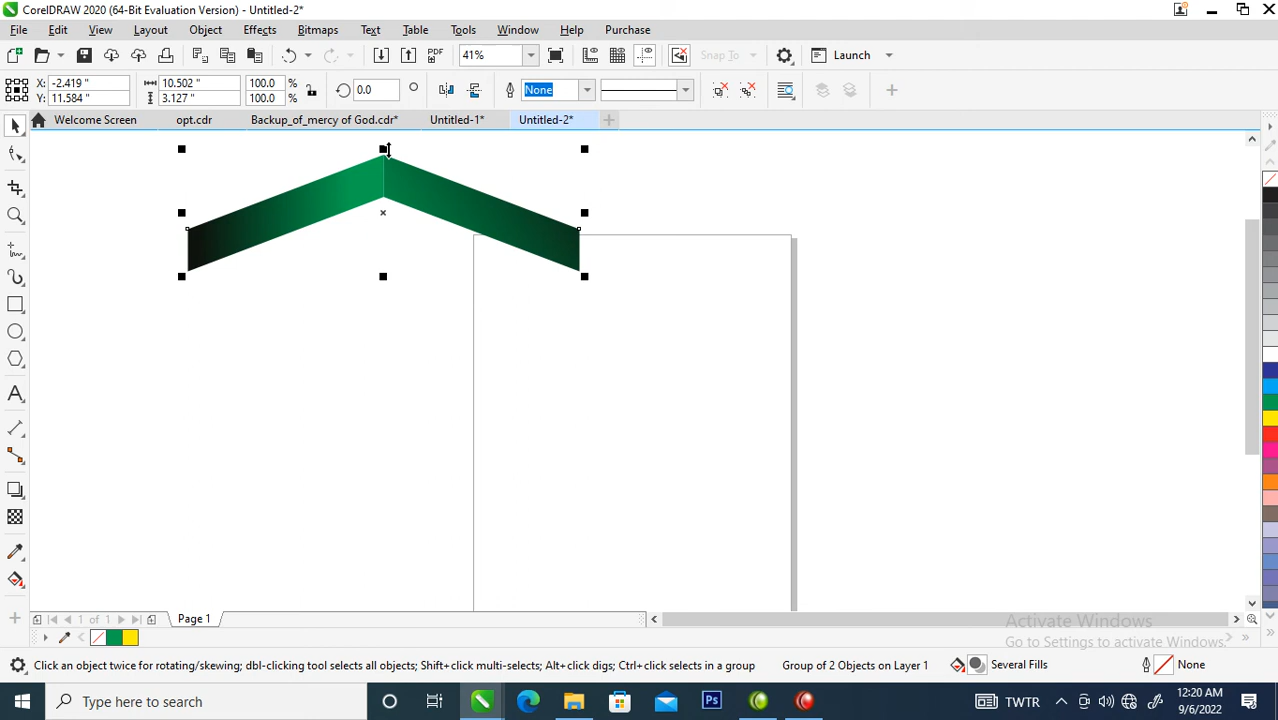 CorelDRAW 2020 (64-Bit Evaluation Version) - Untitled-2*
File Edit View Layout Object Effects Bitmaps Text Table Tools Window Help Purchase
PDF 41% Snap To Launch
X: -2.419 " 10.502 " 100.0 % 0.0 None
Y: 11.584 " 3.127 " 100.0 %
Welcome Screen opt.cdr Backup_of_mercy of God.cdr* Untitled-1* Untitled-2*
1 of 1 Page 1
Activate Windows
Go to Settings to activate Windows.
Click an object twice for rotating/skewing; dbl-clicking tool selects all objects; Shift+click multi-selects; Alt+click digs; Ctrl+click selects in a group Group of 2 Objects on Layer 1 Several Fills None
Type here to search Ps TWTR 12:20 AM
9/6/2022